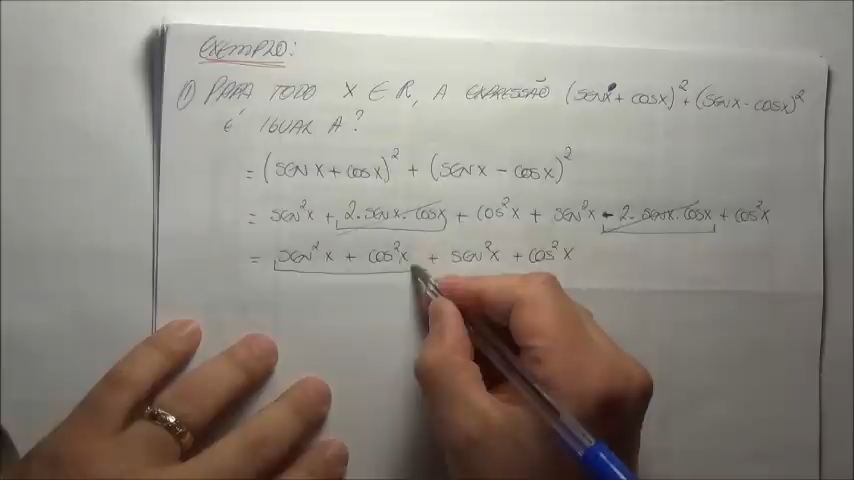 EXEMPLO:
① PARA TODO X ∈ R, A EXPRESSÃO (SENX + COSX)² + (SENX - COSX)²
É IGUAL A?
= (SEN X + COS X)² + (SEN X - COS X)²
= SEN²X + 2. SENX. COSX + COS²X + SEN²X - 2. SENX. COSX + COS²X
= SEN²X + COS²X + SEN²X + COS²X